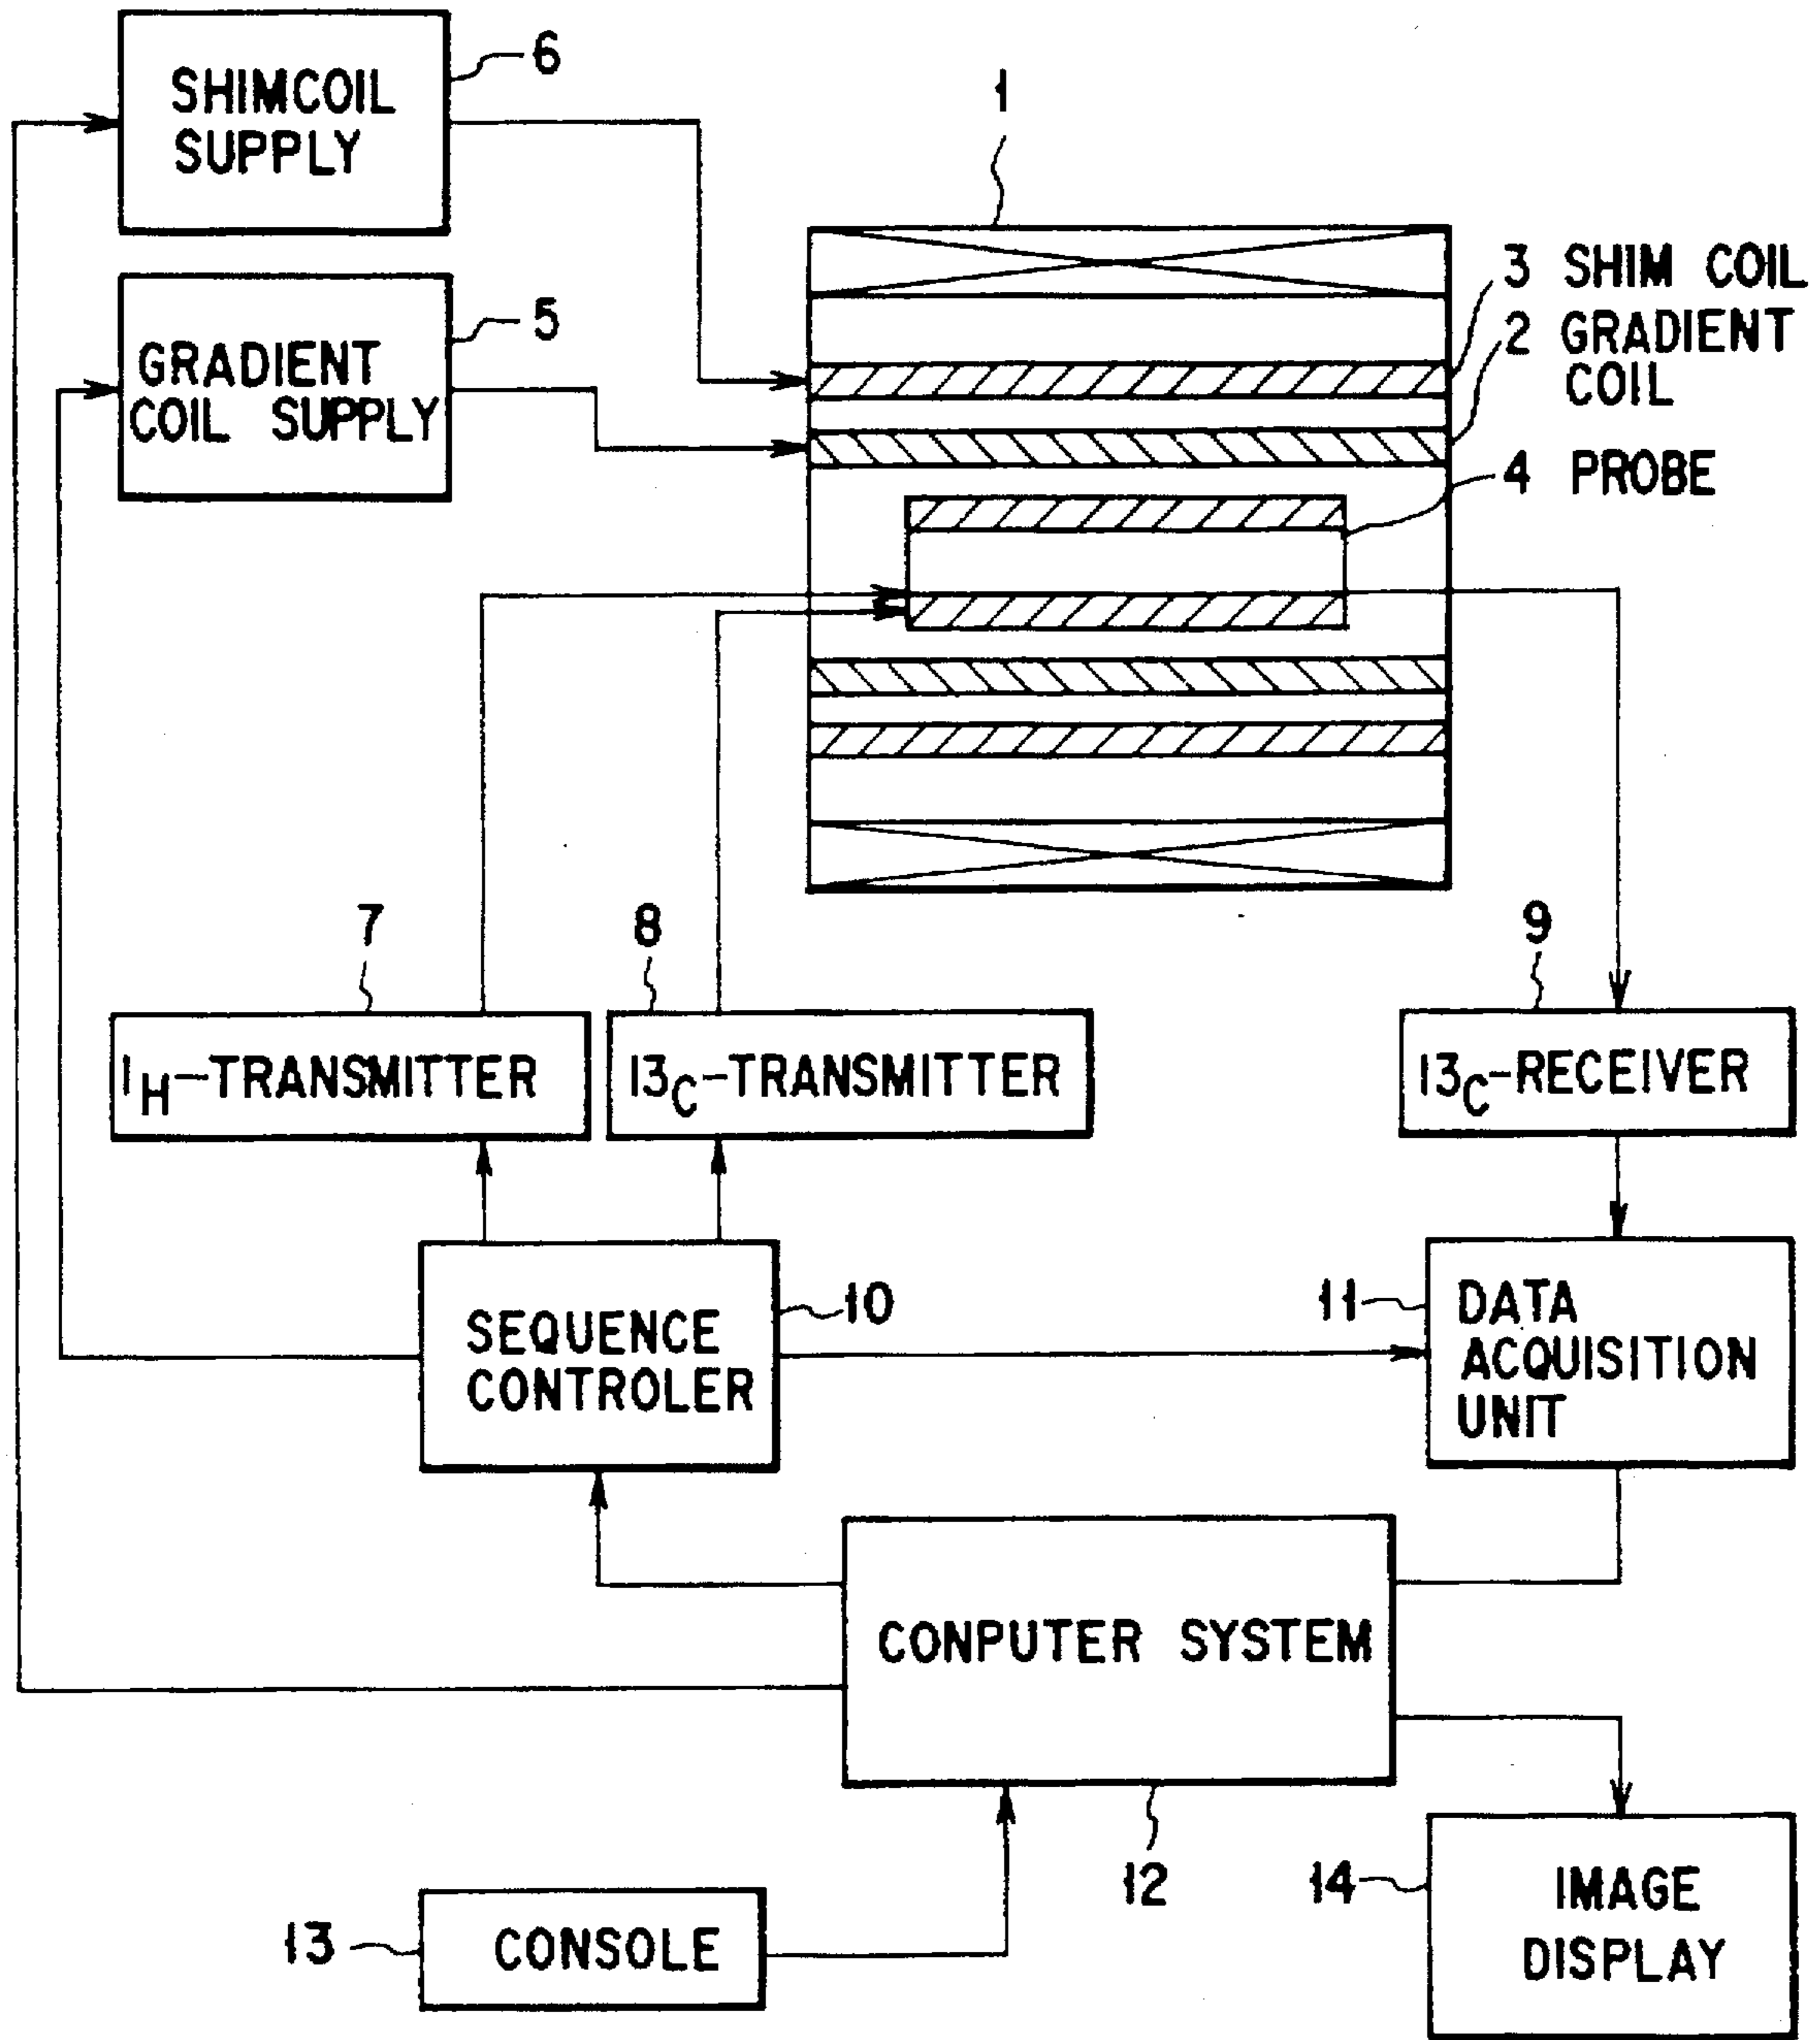 6
SHIMCOIL
SUPPLY
1
3 SHIM COIL
2 GRADIENT
COIL
5
GRADIENT
COIL SUPPLY
4 PROBE
7
8
9
1H-TRANSMITTER
13C-TRANSMITTER
13C-RECEIVER
10
SEQUENCE
CONTROLER
11
DATA
ACQUISITION
UNIT
CONPUTER SYSTEM
12
13
CONSOLE
14
IMAGE
DISPLAY